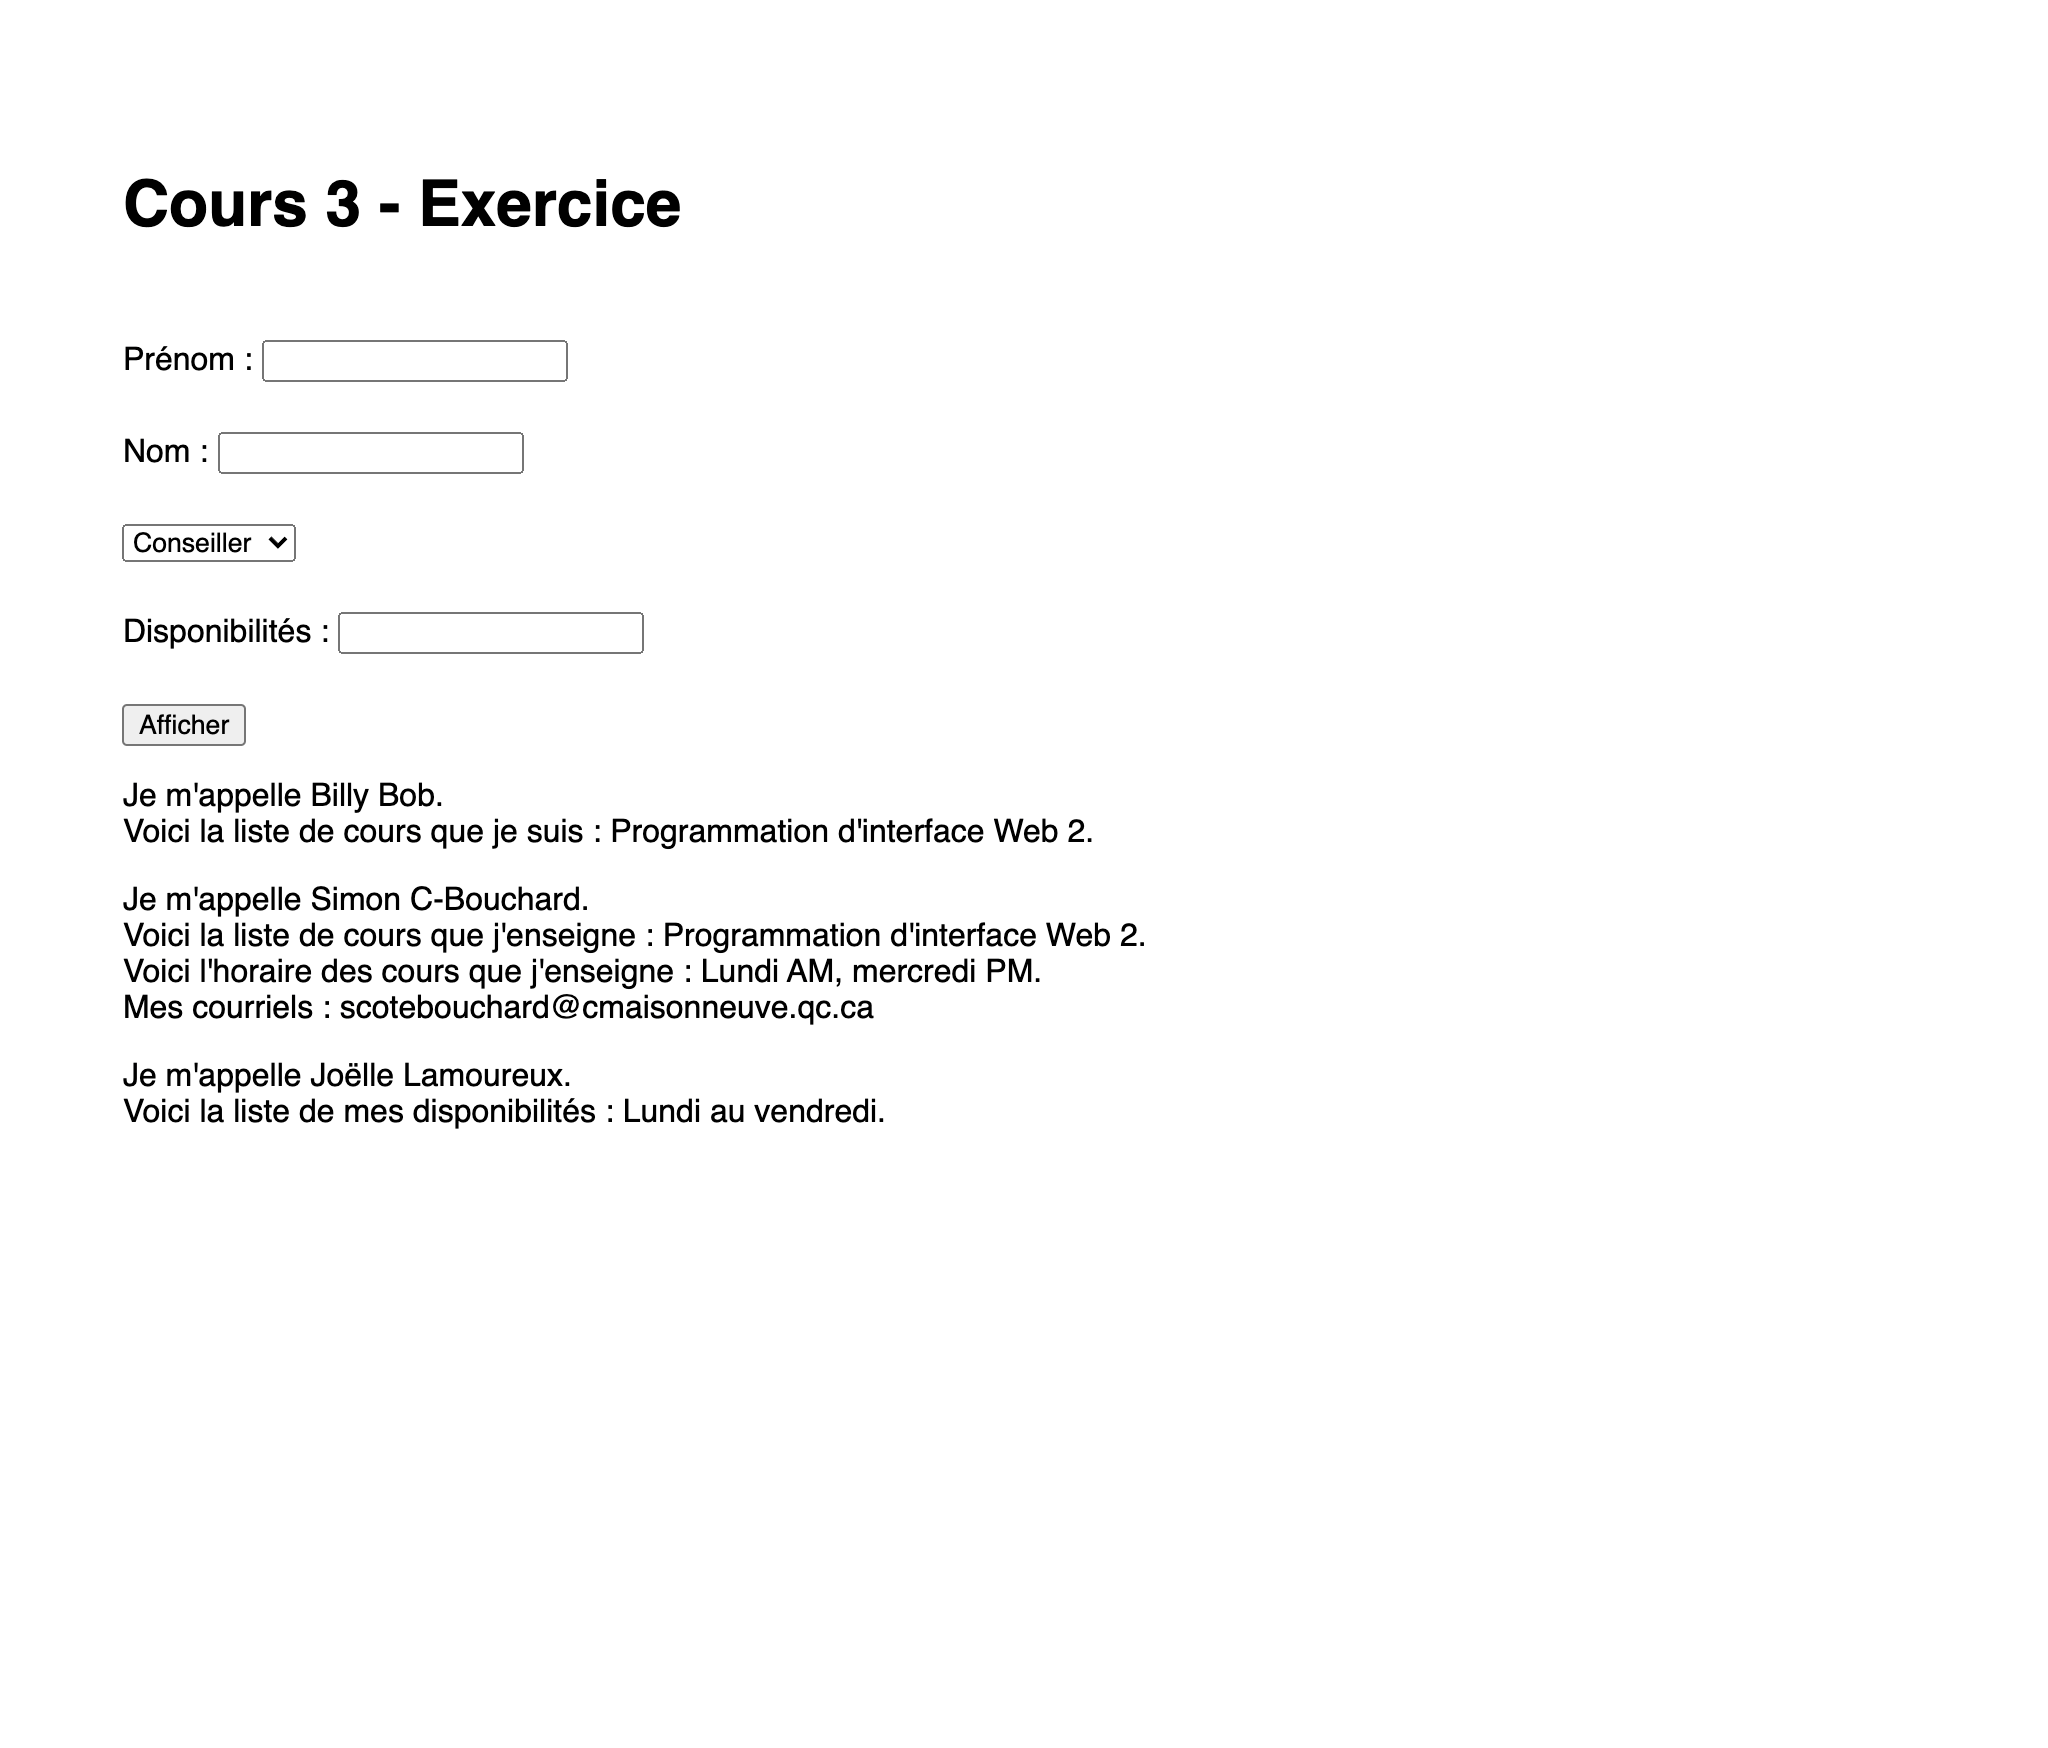 Cours 3 - Exercice
Prénom :
Nom :
Conseiller
Disponibilités :
Afficher
Je m'appelle Billy Bob.
Voici la liste de cours que je suis : Programmation d'interface Web 2.
Je m'appelle Simon C-Bouchard.
Voici la liste de cours que j'enseigne : Programmation d'interface Web 2.
Voici l'horaire des cours que j'enseigne : Lundi AM, mercredi PM.
Mes courriels : scotebouchard@cmaisonneuve.qc.ca
Je m'appelle Joëlle Lamoureux.
Voici la liste de mes disponibilités : Lundi au vendredi.